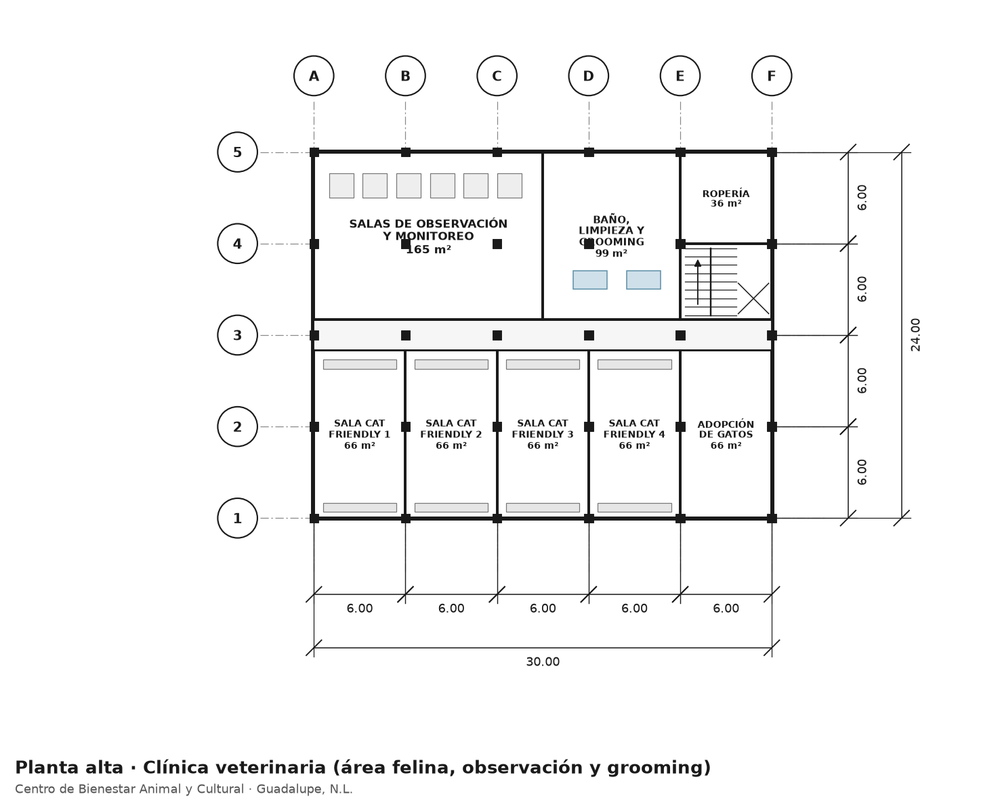 A
B
C
D
E
F
5
4
3
2
1
SALAS DE OBSERVACIÓN
Y MONITOREO
165 m²
BAÑO,
LIMPIEZA Y
GROOMING
99 m²
ROPERÍA
36 m²
SALA CAT
FRIENDLY 1
66 m²
SALA CAT
FRIENDLY 2
66 m²
SALA CAT
FRIENDLY 3
66 m²
SALA CAT
FRIENDLY 4
66 m²
ADOPCIÓN
DE GATOS
66 m²
6.00
6.00
6.00
6.00
24.00
6.00
6.00
6.00
6.00
6.00
30.00
Planta alta · Clínica veterinaria (área felina, observación y grooming)
Centro de Bienestar Animal y Cultural · Guadalupe, N.L.